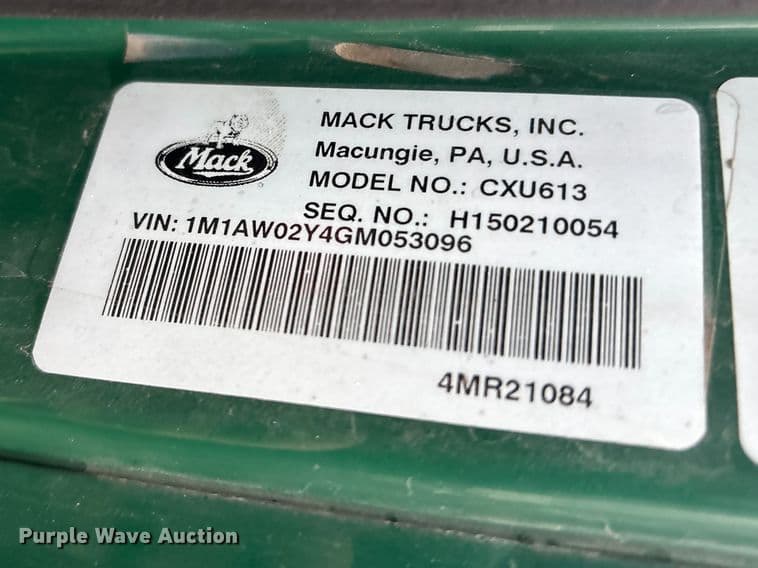 Mack
MACK TRUCKS, INC.
Macungie, PA, U.S.A.
MODEL NO.: CXU613
SEQ. NO.: H150210054
VIN: 1M1AW02Y4GM053096
4MR21084
Purple Wave Auction